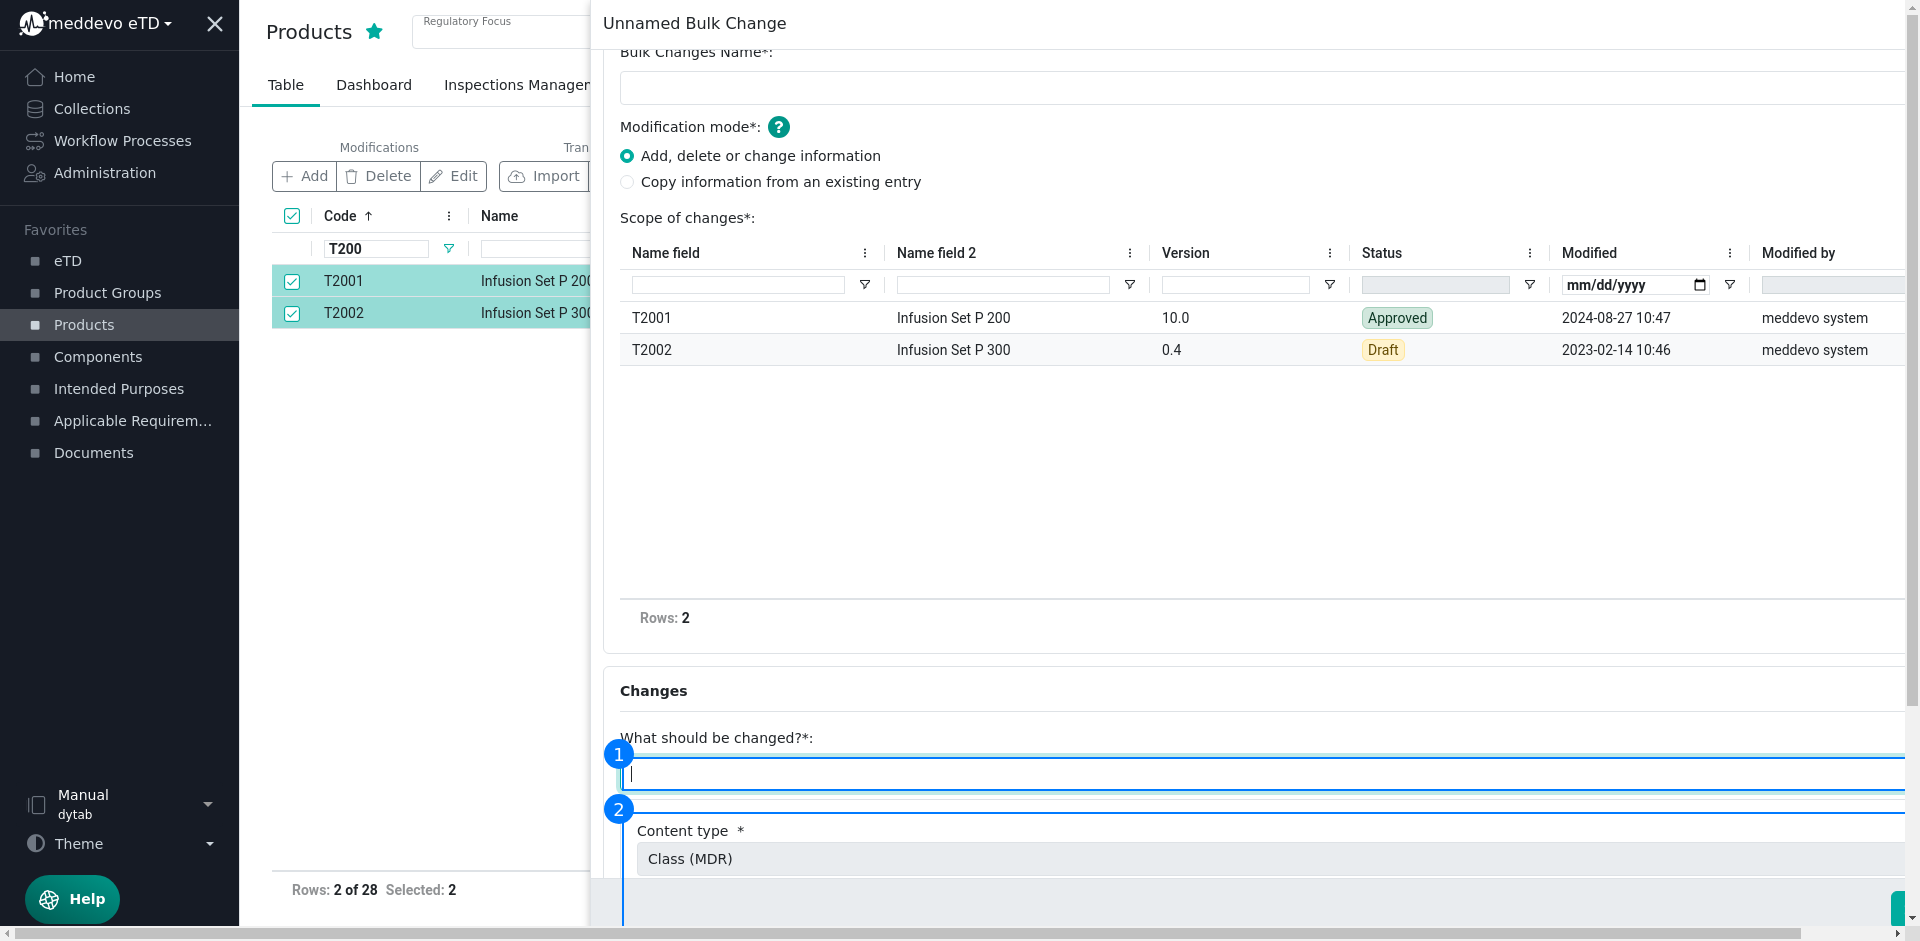 meddevo eTD
Home
Collections
Workflow Processes
Administration
Favorites
eTD
Product Groups
Products
Components
Intended Purposes
Applicable Requirem...
Documents
Manual
dytab
Theme
Help
Products
Regulatory Focus
Table Dashboard Inspections Manager
Modifications Tran
Add Delete Edit Import
Code Name
T200
T2001 Infusion Set P 200
T2002 Infusion Set P 300
Rows: 2 of 28 Selected: 2
Unnamed Bulk Change
Bulk Changes Name*:
Modification mode*: ?
Add, delete or change information
Copy information from an existing entry
Scope of changes*:
Name field Name field 2 Version Status Modified Modified by
mm/dd/yyyy
T2001 Infusion Set P 200 10.0 Approved 2024-08-27 10:47 meddevo system
T2002 Infusion Set P 300 0.4 Draft 2023-02-14 10:46 meddevo system
Rows: 2
Changes
What should be changed?*:
1
2
Content type *
Class (MDR)